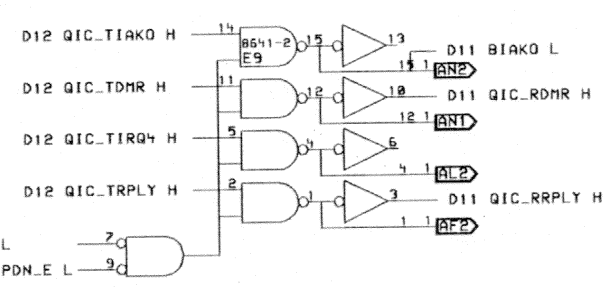 14 15 13
D12 QIC_TIAKO H 8641-2 D11 BIAKO L
E9 15 1 AN2
11 12 10
D12 QIC_TDMR H D11 QIC_RDMR H
12 1 AN1
5 4 6
D12 QIC_TIRQ4 H
4 1 AL2
2 1 3
D12 QIC_TRPLY H D11 QIC_RRPLY H
1 1 AF2
L 7
PDN_E L 9